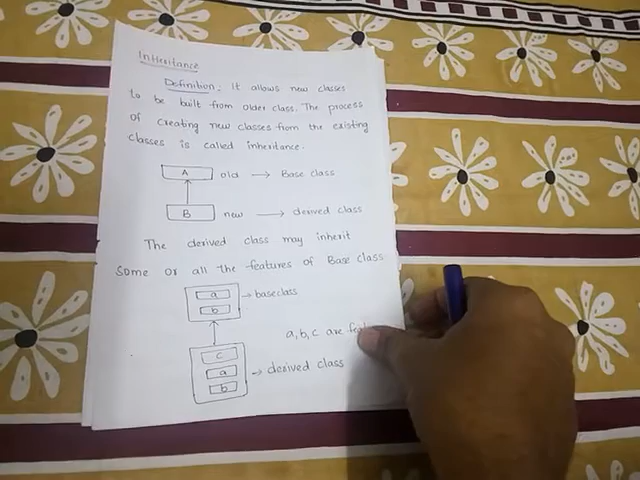 Inheritance
Definition: It allows new classes
to be built from older class. The process
of creating new classes from the existing
classes is called inheritance.
A old → Base class
B new → derived class
The derived class may inherit
some or all the features of Base class
a
b → baseclass
a, b, c are
c
a → derived class
b